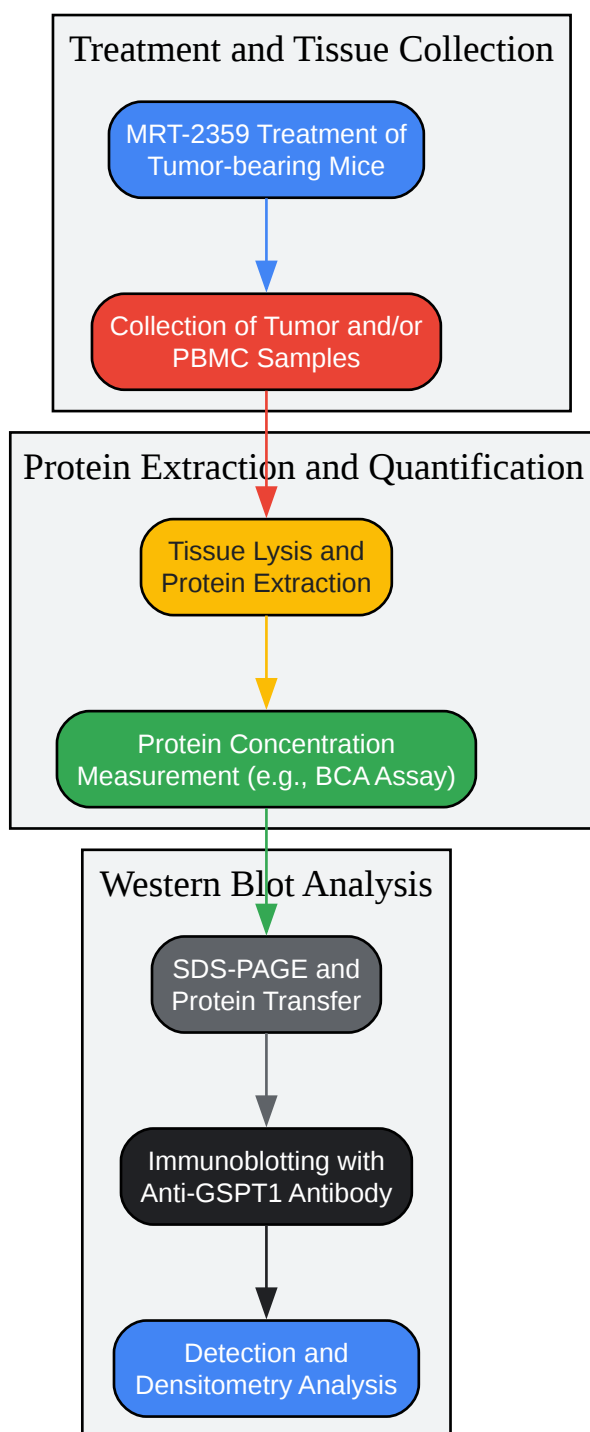 Treatment and Tissue Collection
MRT-2359 Treatment of
Tumor-bearing Mice
Collection of Tumor and/or
PBMC Samples
Protein Extraction and Quantification
Tissue Lysis and
Protein Extraction
Protein Concentration
Measurement (e.g., BCA Assay)
Western Blot Analysis
SDS-PAGE and
Protein Transfer
Immunoblotting with
Anti-GSPT1 Antibody
Detection and
Densitometry Analysis